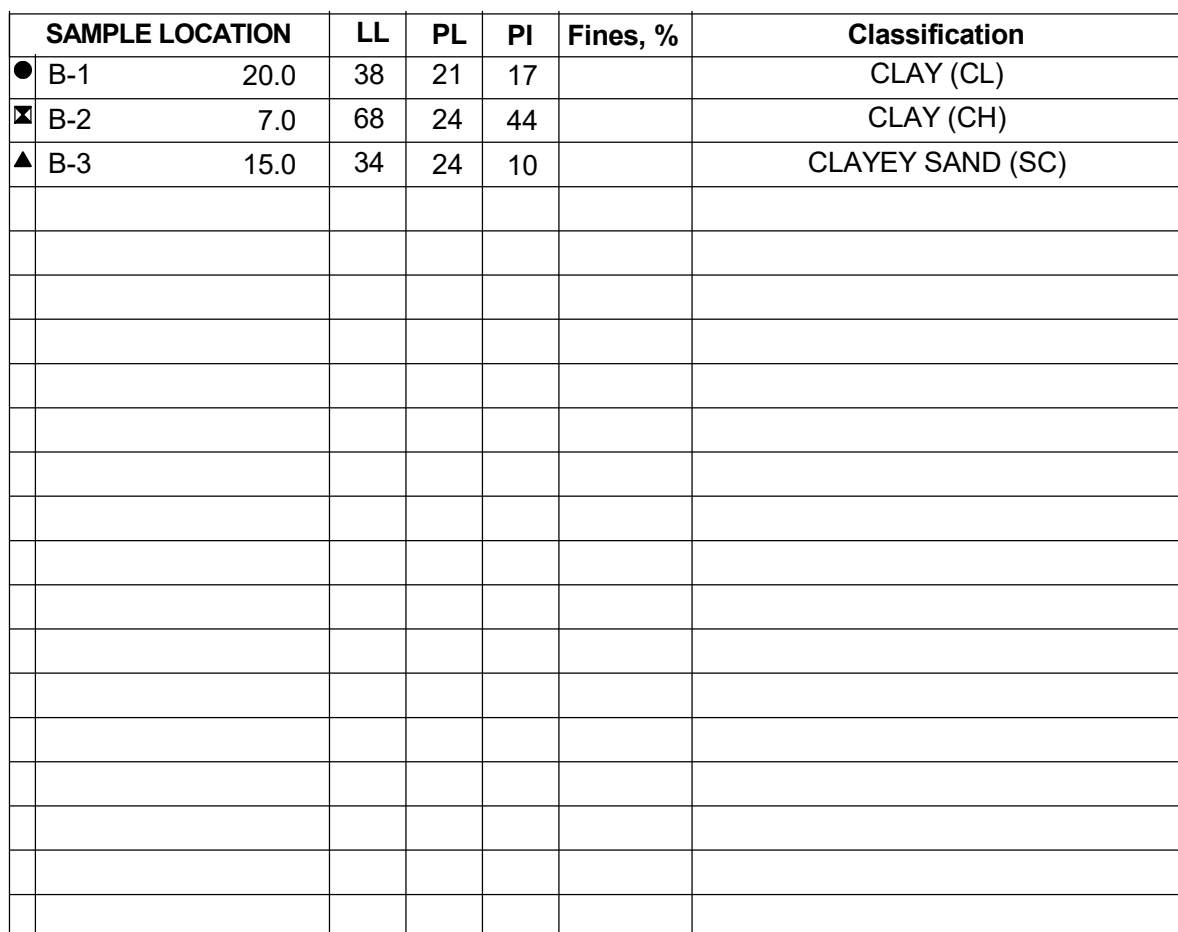 SAMPLE LOCATION LL PL PI Fines, % Classification
B-1 20.0 38 21 17 CLAY (CL)
B-2 7.0 68 24 44 CLAY (CH)
B-3 15.0 34 24 10 CLAYEY SAND (SC)